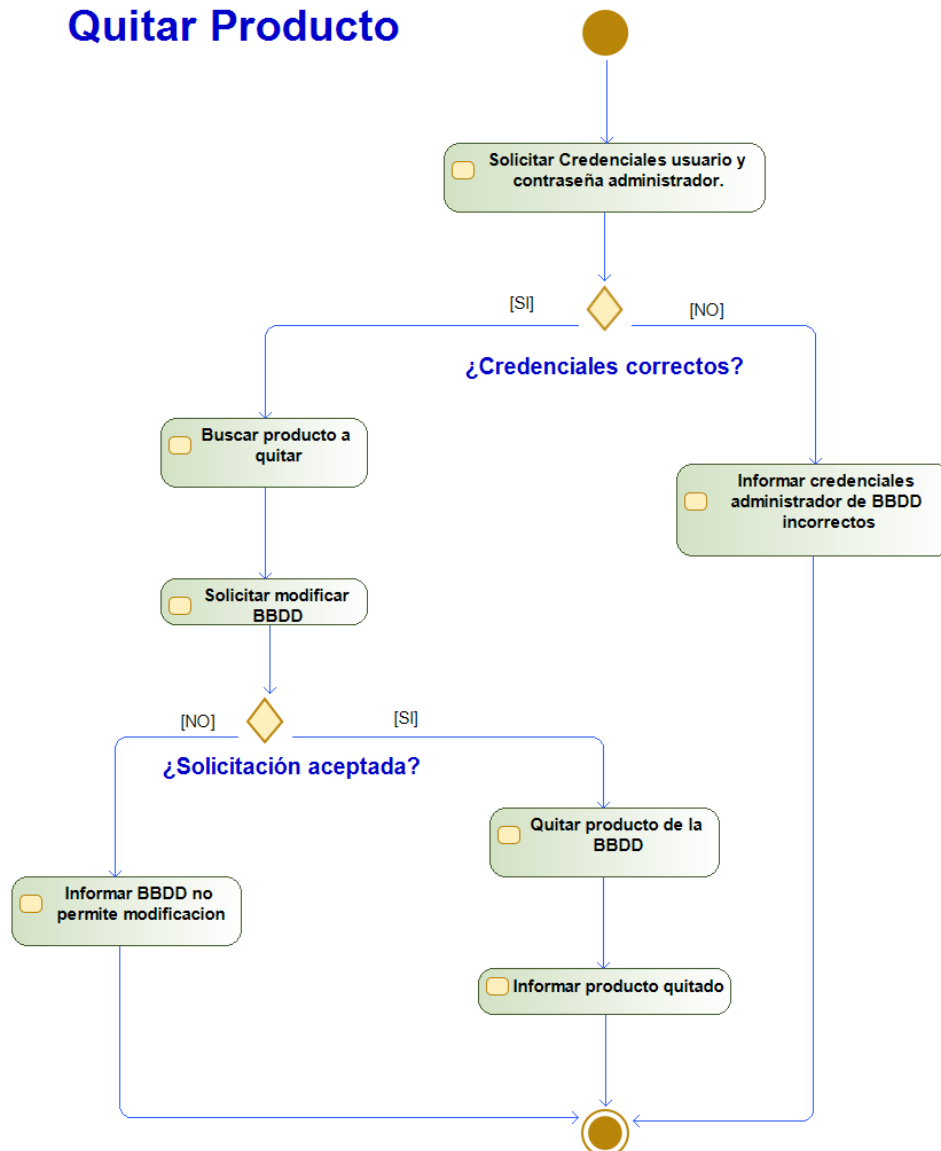 Quitar Producto
Solicitar Credenciales usuario y
contraseña administrador.
[SI]
[NO]
¿Credenciales correctos?
Buscar producto a
quitar
Informar credenciales
administrador de BBDD
incorrectos
Solicitar modificar
BBDD
[NO]
[SI]
¿Solicitación aceptada?
Quitar producto de la
BBDD
Informar BBDD no
permite modificacion
Informar producto quitado